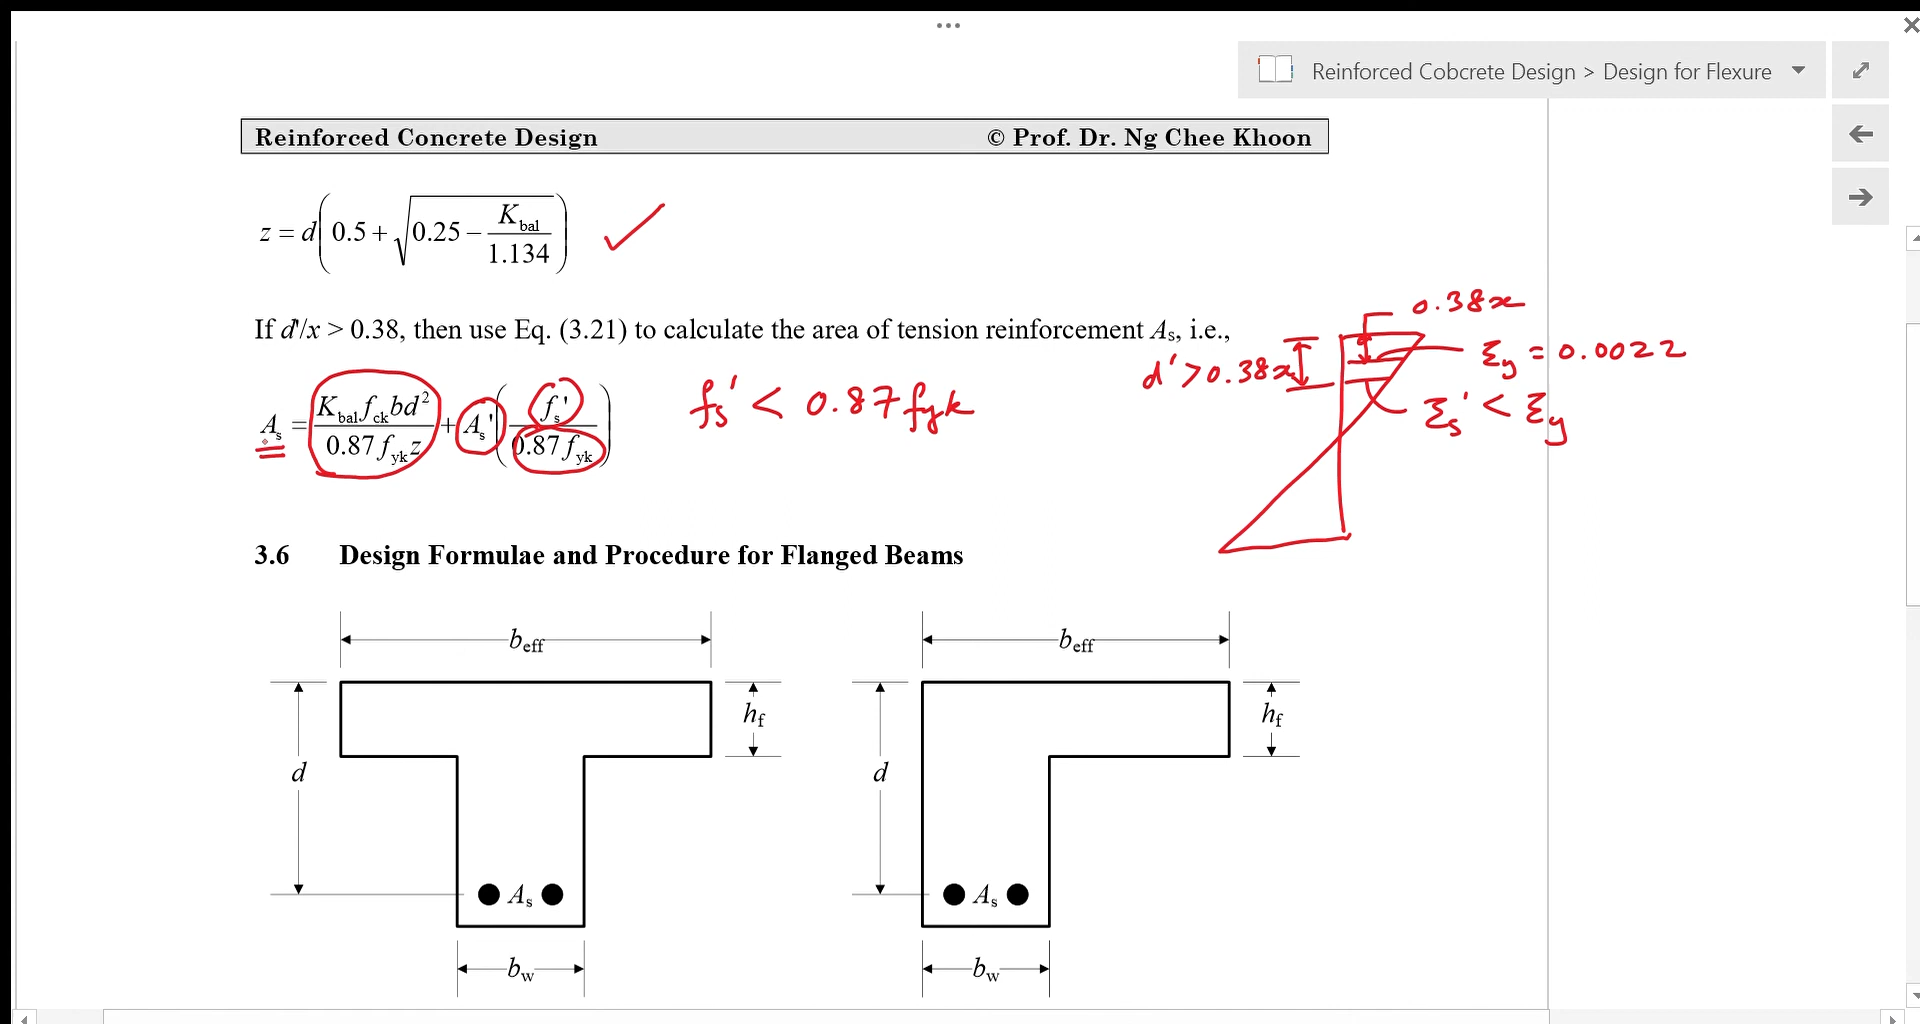 ...
Reinforced Cobcrete Design > Design for Flexure
Reinforced Concrete Design © Prof. Dr. Ng Chee Khoon
z = d(0.5 + √(0.25 − K_bal/1.134))
If d'/x > 0.38, then use Eq. (3.21) to calculate the area of tension reinforcement A_s, i.e.,
0.38x
ε_y = 0.0022
d' > 0.38x
A_s = K_bal f_ck bd²/(0.87 f_yk z) + A_s'(f_s'/(0.87 f_yk))
f_s' < 0.87 f_yk
ε_s' < ε_y
3.6 Design Formulae and Procedure for Flanged Beams
b_eff
b_eff
h_f
h_f
d
d
A_s
A_s
b_w
b_w